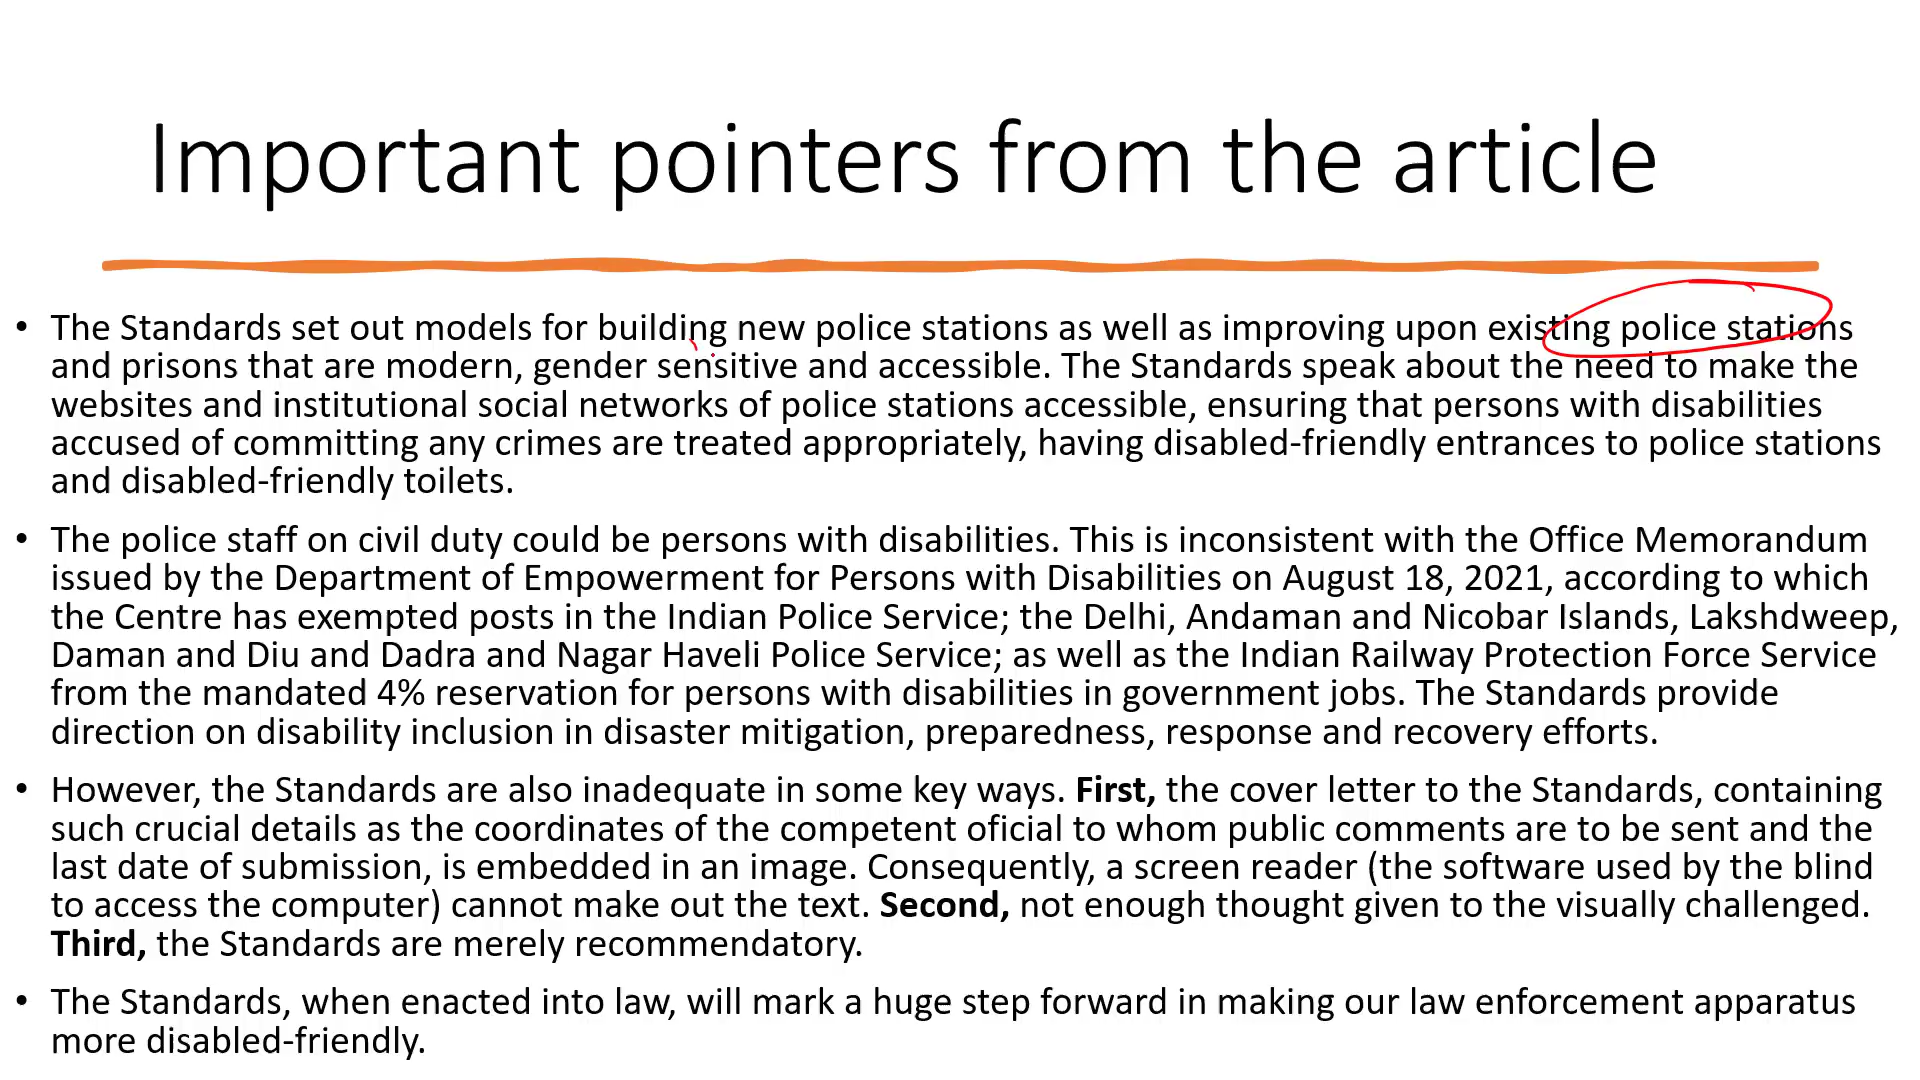 Important pointers from the article
• The Standards set out models for building new police stations as well as improving upon existing police stations
and prisons that are modern, gender sensitive and accessible. The Standards speak about the need to make the
websites and institutional social networks of police stations accessible, ensuring that persons with disabilities
accused of committing any crimes are treated appropriately, having disabled-friendly entrances to police stations
and disabled-friendly toilets.
• The police staff on civil duty could be persons with disabilities. This is inconsistent with the Office Memorandum
issued by the Department of Empowerment for Persons with Disabilities on August 18, 2021, according to which
the Centre has exempted posts in the Indian Police Service; the Delhi, Andaman and Nicobar Islands, Lakshdweep,
Daman and Diu and Dadra and Nagar Haveli Police Service; as well as the Indian Railway Protection Force Service
from the mandated 4% reservation for persons with disabilities in government jobs. The Standards provide
direction on disability inclusion in disaster mitigation, preparedness, response and recovery efforts.
• However, the Standards are also inadequate in some key ways. First, the cover letter to the Standards, containing
such crucial details as the coordinates of the competent oficial to whom public comments are to be sent and the
last date of submission, is embedded in an image. Consequently, a screen reader (the software used by the blind
to access the computer) cannot make out the text. Second, not enough thought given to the visually challenged.
Third, the Standards are merely recommendatory.
• The Standards, when enacted into law, will mark a huge step forward in making our law enforcement apparatus
more disabled-friendly.